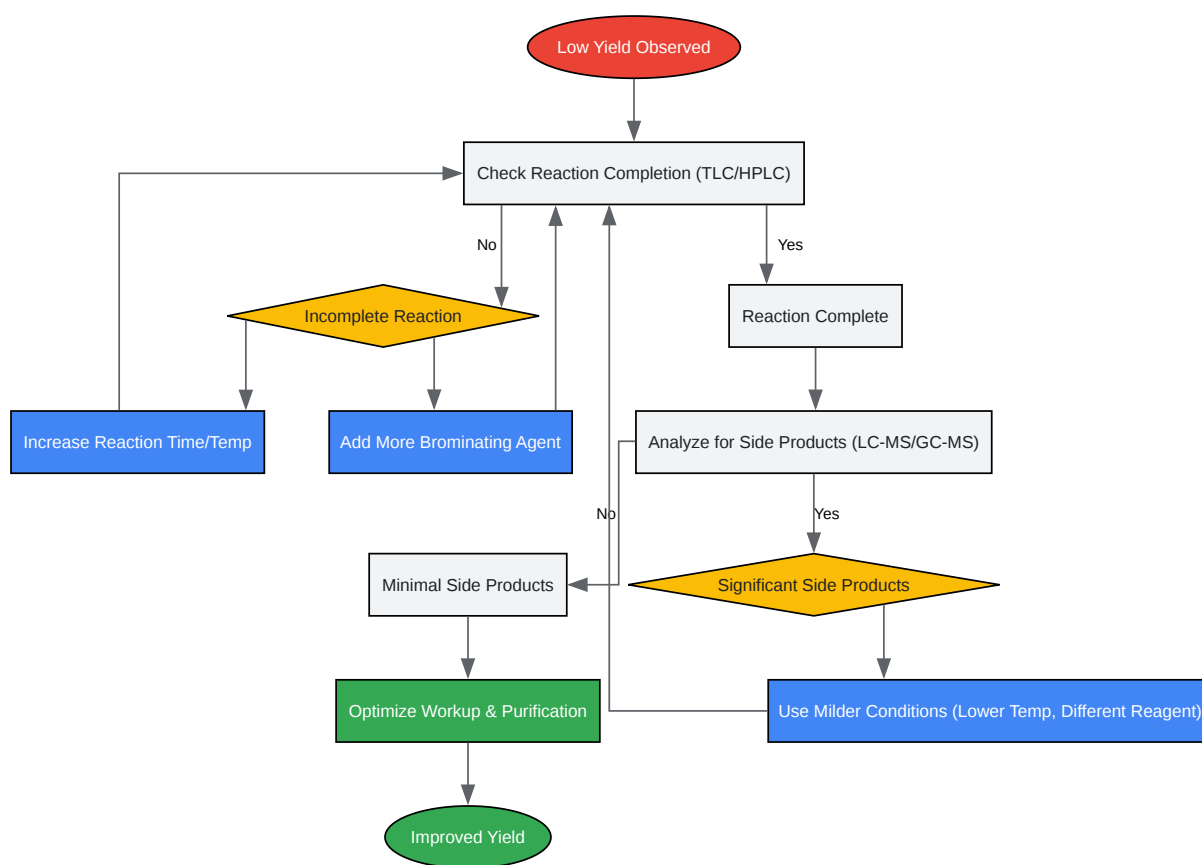 Low Yield Observed
Check Reaction Completion (TLC/HPLC)
No
Yes
Incomplete Reaction
Reaction Complete
Increase Reaction Time/Temp
Add More Brominating Agent
Analyze for Side Products (LC-MS/GC-MS)
No
Yes
Minimal Side Products
Significant Side Products
Optimize Workup & Purification
Use Milder Conditions (Lower Temp, Different Reagent)
Improved Yield